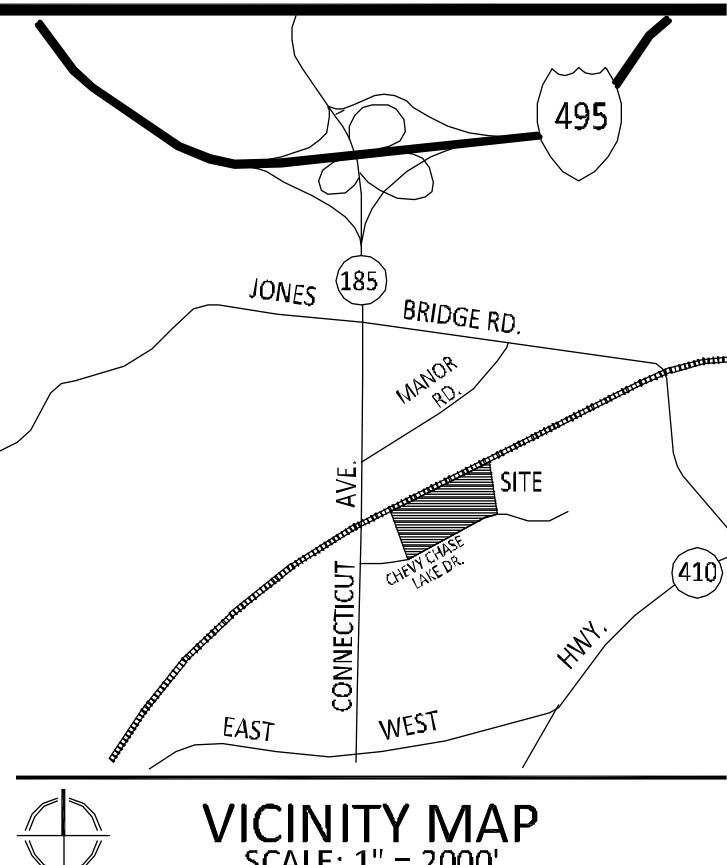 495
185
JONES
BRIDGE RD.
MANOR
RD.
AVE.
SITE
CHEVY CHASE
LAKE DR.
CONNECTICUT
410
HWY.
EAST
WEST
VICINITY MAP
SCALE: 1" = 2000'